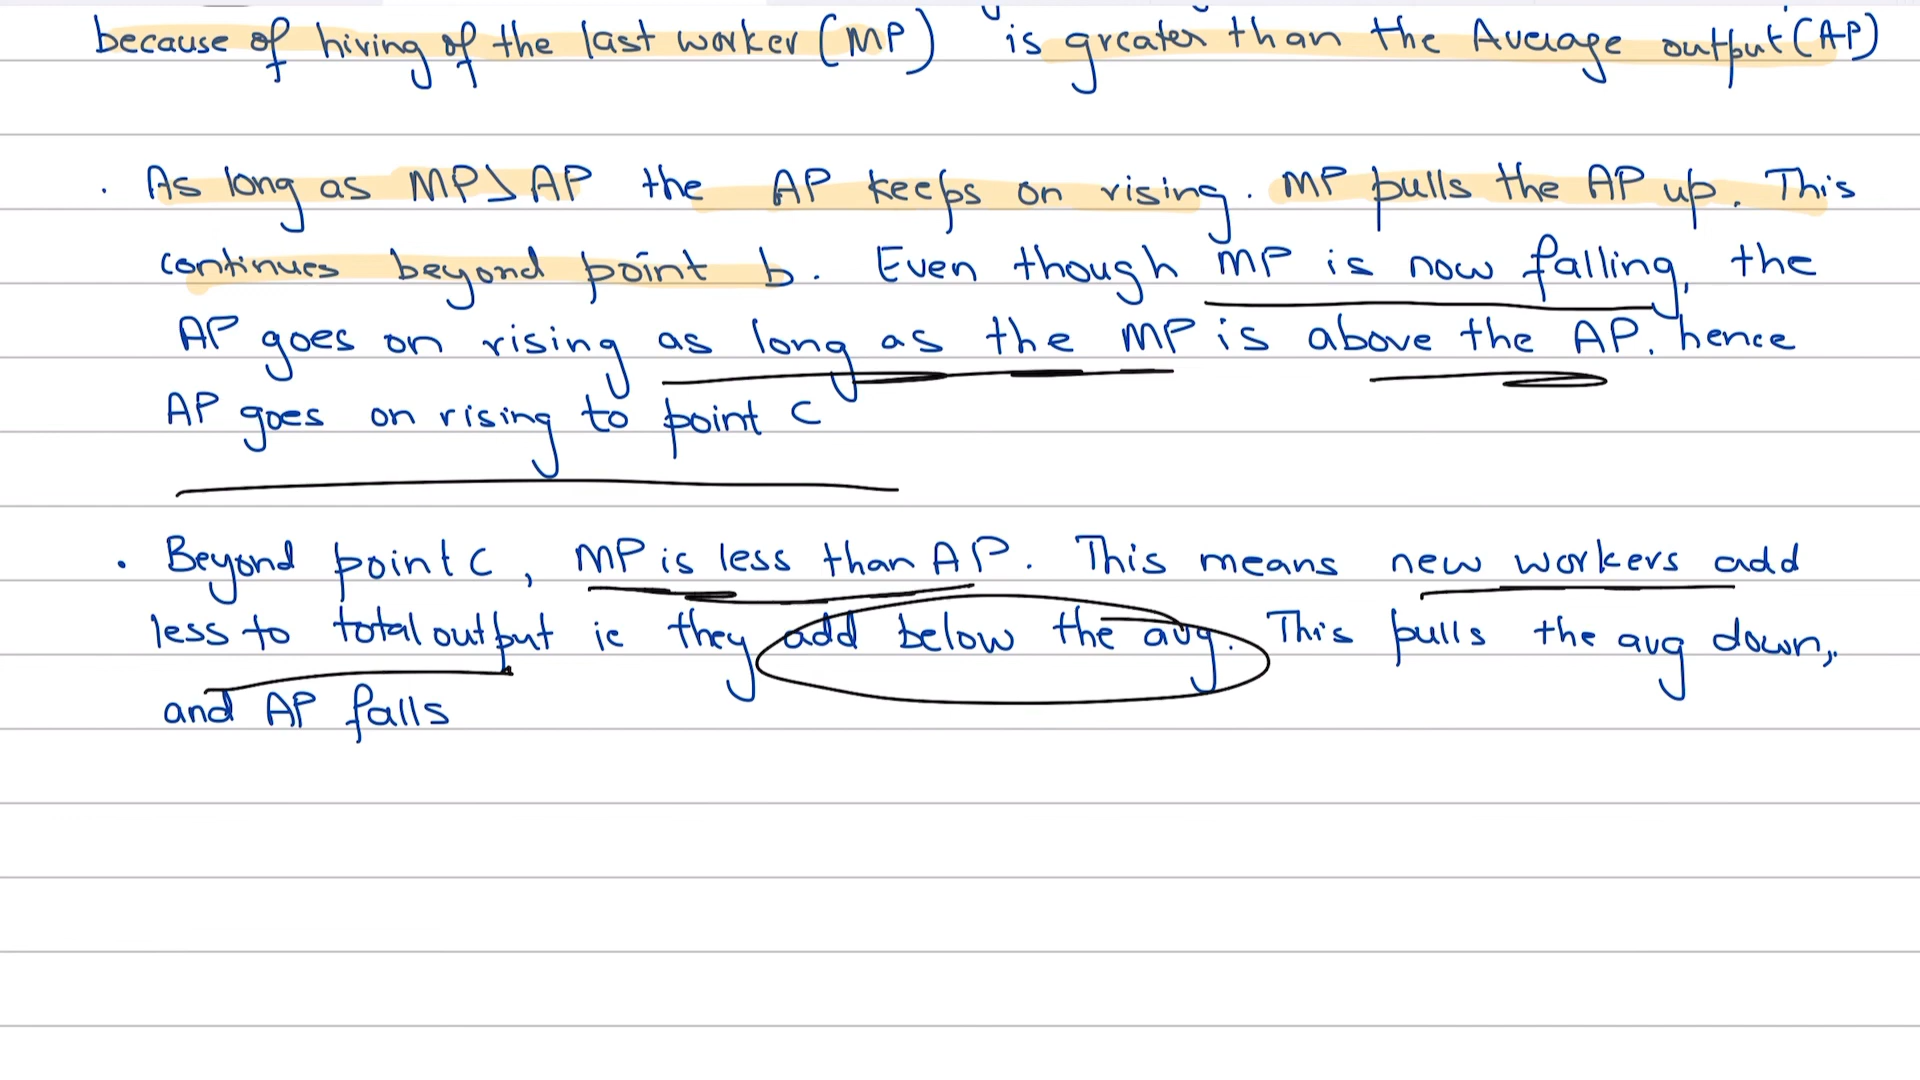 because of hiring of the last worker (MP) is greater than the Average output (AP)
. As long as MP > AP the AP keeps on rising. MP pulls the AP up. This
continues beyond point b. Even though MP is now falling, the
AP goes on rising as long as the MP is above the AP. hence
AP goes on rising to point C
. Beyond point C, MP is less than AP. This means new workers add
less to total output ie they add below the avg. This pulls the avg down,
and AP falls